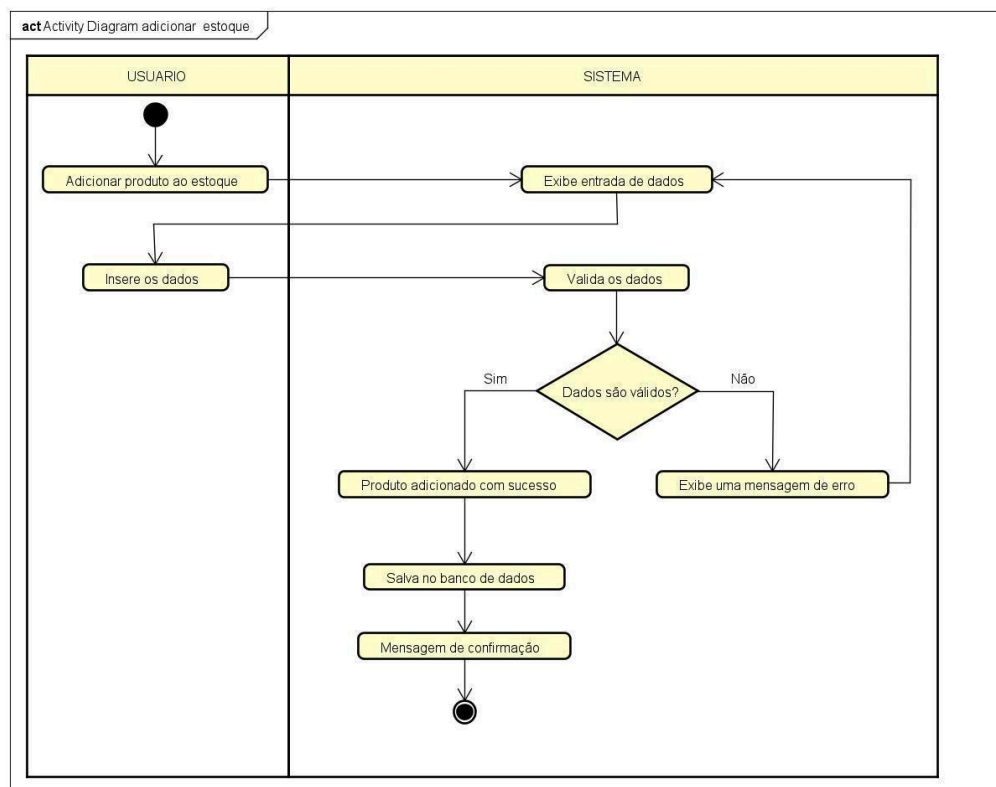 act Activity Diagram adicionar estoque
USUARIO
SISTEMA
Adicionar produto ao estoque
Exibe entrada de dados
Insere os dados
Valida os dados
Sim
Dados são válidos?
Não
Produto adicionado com sucesso
Exibe uma mensagem de erro
Salva no banco de dados
Mensagem de confirmação